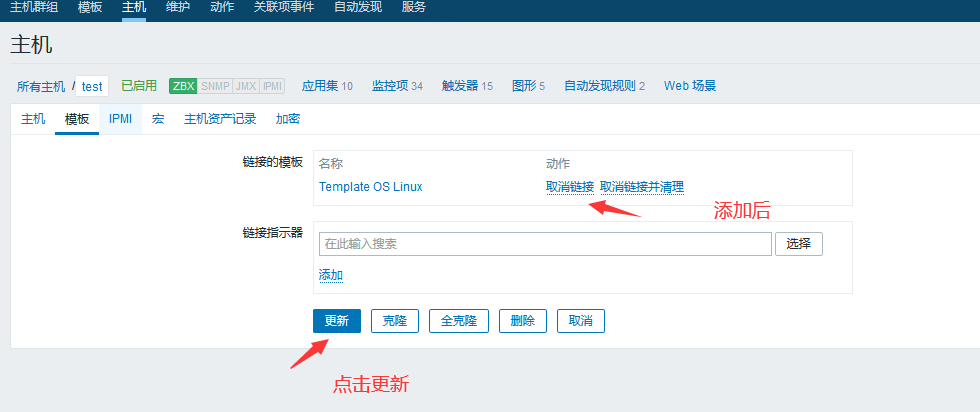 主机群组 模板 主机 维护 动作 关联项事件 自动发现 服务
主机
所有主机 / test 已启用 ZBX SNMP JMX IPMI 应用集 10 监控项 34 触发器 15 图形 5 自动发现规则 2 Web 场景
主机 模板 IPMI 宏 主机资产记录 加密
链接的模板 名称 动作
Template OS Linux 取消链接 取消链接并清理
添加后
链接指示器 在此输入搜索 选择
添加
更新 克隆 全克隆 删除 取消
点击更新